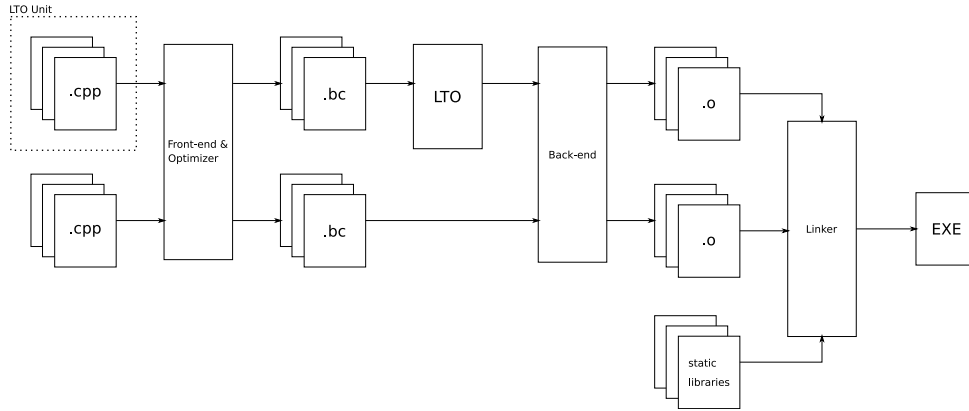 LTO Unit
.cpp
Front-end &
Optimizer
.bc
LTO
Back-end
.o
Linker
EXE
.cpp
.bc
.o
static
libraries